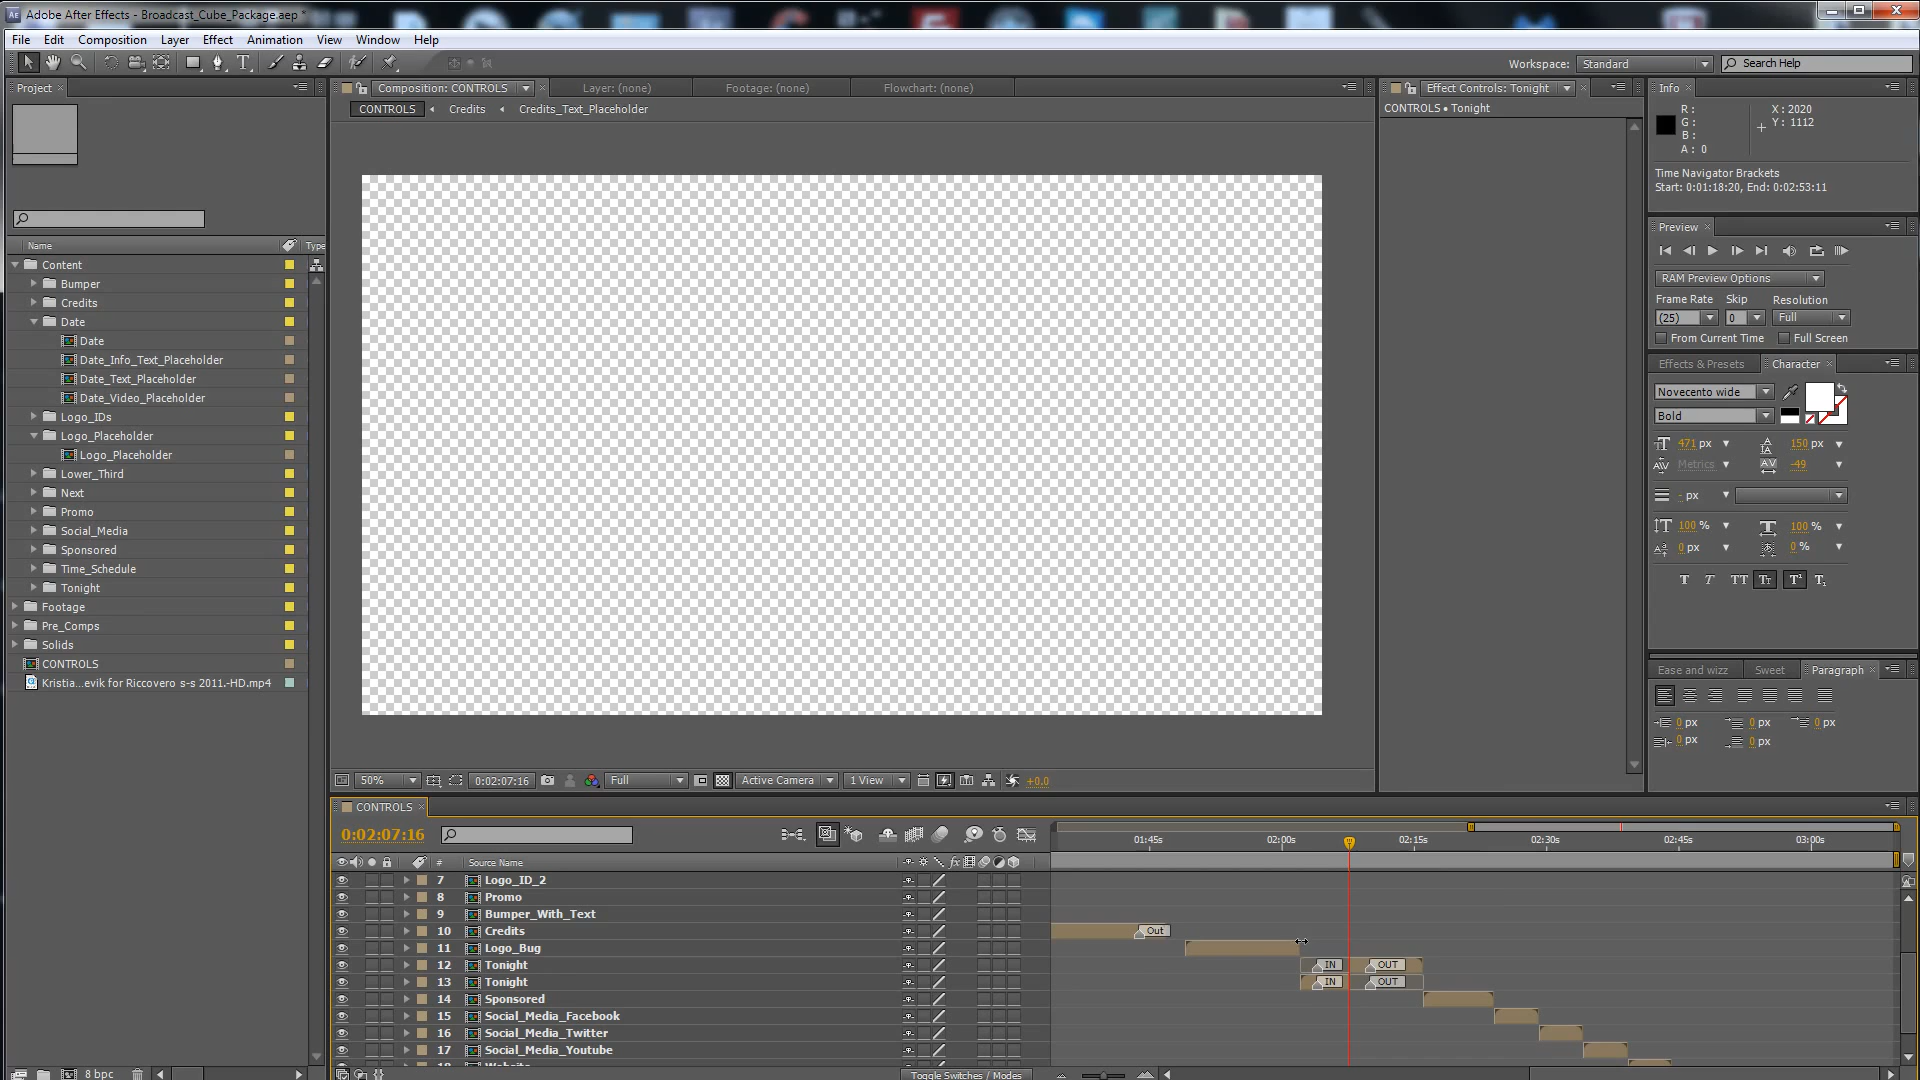 Adobe After Effects - Broadcast_Cube_Package.aep *
File Edit Composition Layer Effect Animation View Window Help
Workspace: Standard Search Help
Project
Name Type
Content
Bumper
Credits
Date
Date
Date_Info_Text_Placeholder
Date_Text_Placeholder
Date_Video_Placeholder
Logo_IDs
Logo_Placeholder
Logo_Placeholder
Lower_Third
Next
Promo
Social_Media
Sponsored
Time_Schedule
Tonight
Footage
Pre_Comps
Solids
CONTROLS
Kristia...evik for Riccovero s-s 2011.-HD.mp4
8 bpc
Composition: CONTROLS Layer: (none) Footage: (none) Flowchart: (none)
CONTROLS Credits Credits_Text_Placeholder
50% 0:02:07:16 Full Active Camera 1 View +0.0
Effect Controls: Tonight
CONTROLS • Tonight
Info
R :
G :
B :
A : 0
X : 2020
Y : 1112
Time Navigator Brackets
Start: 0:01:18:20, End: 0:02:53:11
Preview
RAM Preview Options
Frame Rate Skip Resolution
(25) 0 Full
From Current Time Full Screen
Effects & Presets Character
Novecento wide
Bold
471 px 150 px
Metrics -49
- px
100 % 100 %
0 px 0 %
Ease and wizz Sweet Paragraph
0 px 0 px 0 px
0 px 0 px
CONTROLS
0:02:07:16
01:45s 02:00s 02:15s 02:30s 02:45s 03:00s
# Source Name
7 Logo_ID_2
8 Promo
9 Bumper_With_Text
10 Credits Out
11 Logo_Bug
12 Tonight IN OUT
13 Tonight IN OUT
14 Sponsored
15 Social_Media_Facebook
16 Social_Media_Twitter
17 Social_Media_Youtube
Toggle Switches / Modes